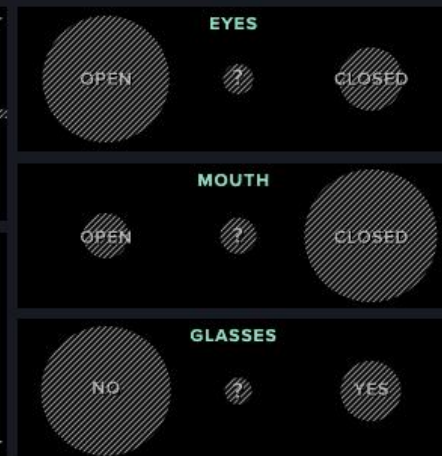 EYES
OPEN ? CLOSED
MOUTH
OPEN ? CLOSED
GLASSES
NO ? YES